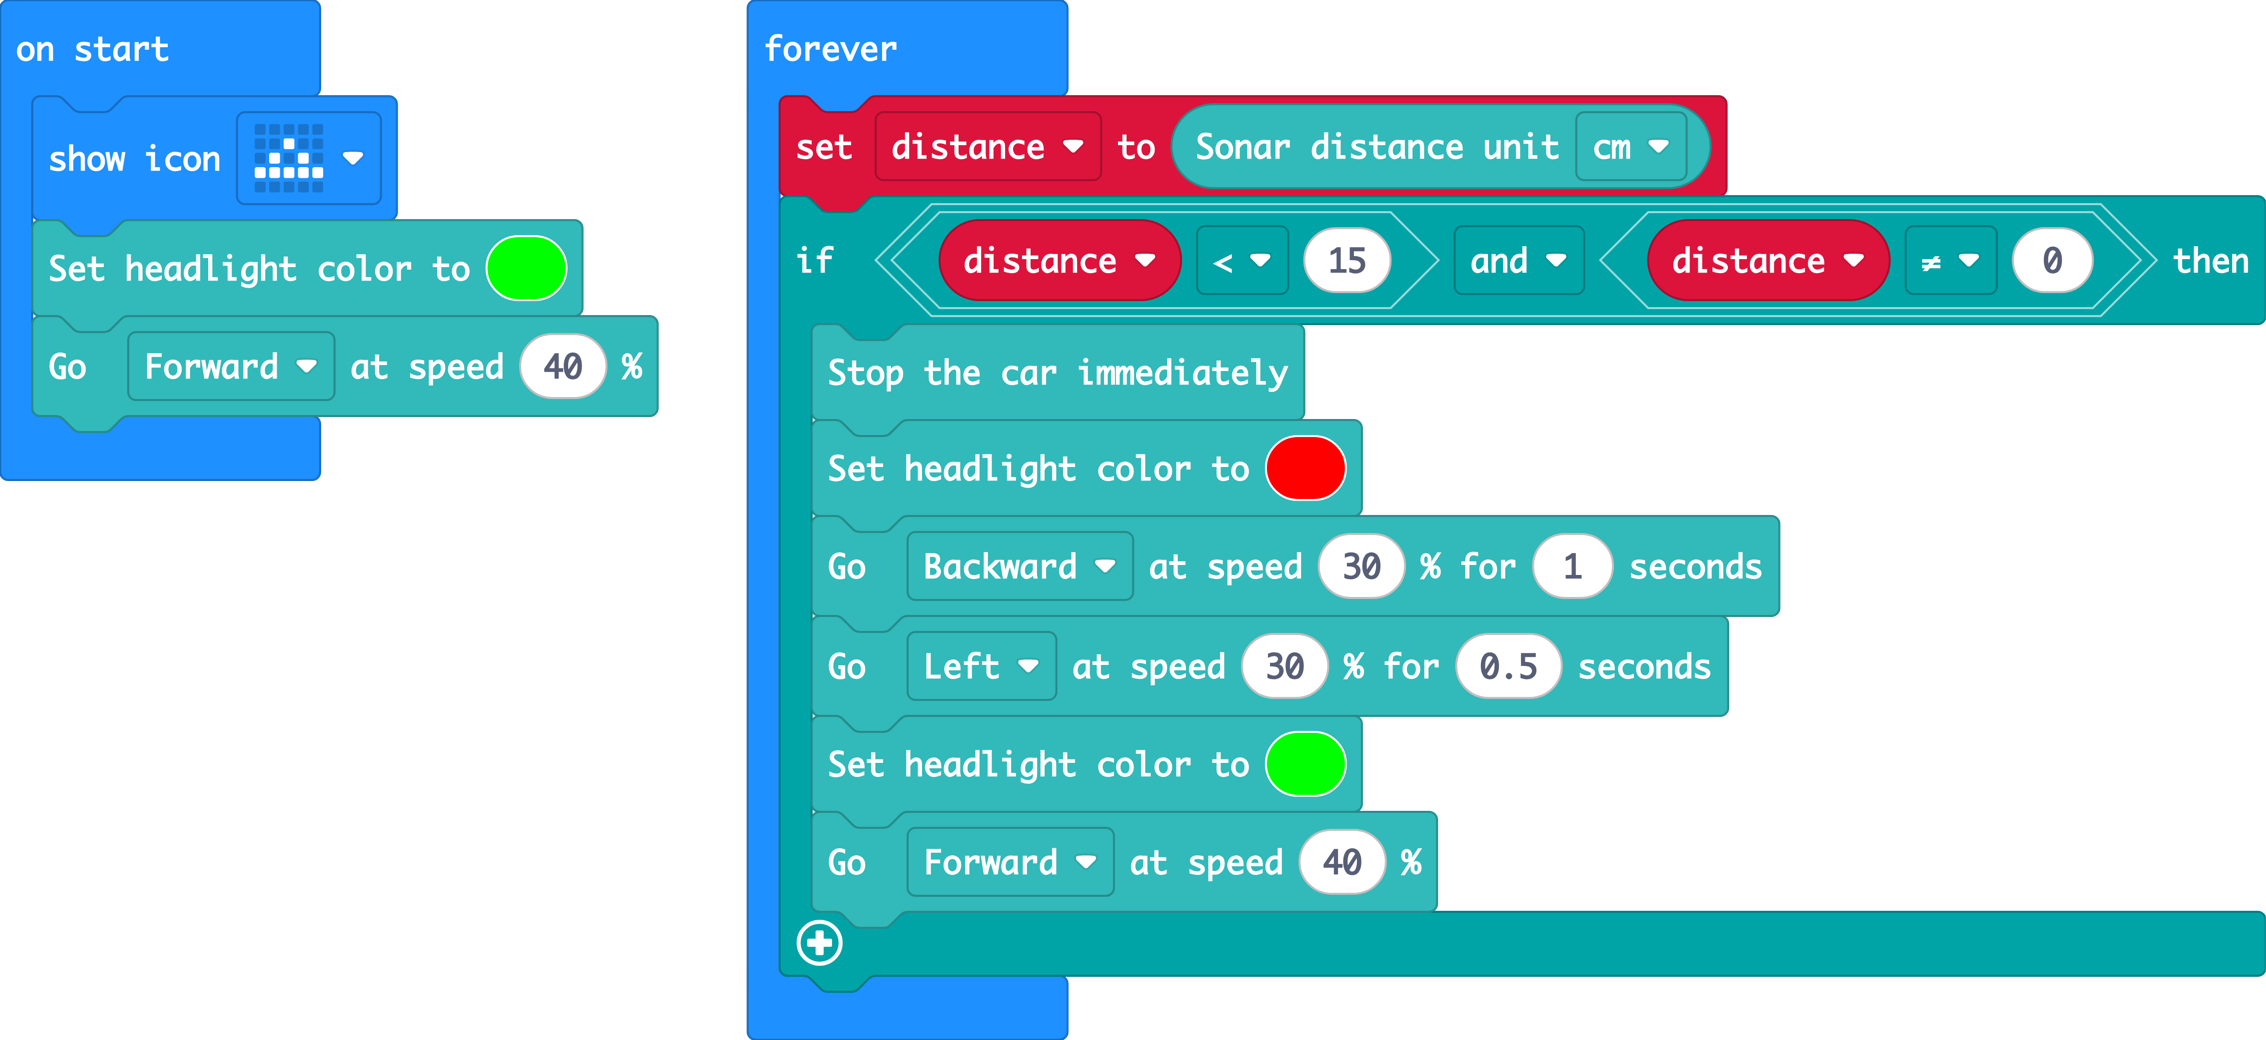 on start
show icon
Set headlight color to
Go Forward at speed 40 %
forever
set distance to Sonar distance unit cm
if distance < 15 and distance ≠ 0 then
Stop the car immediately
Set headlight color to
Go Backward at speed 30 % for 1 seconds
Go Left at speed 30 % for 0.5 seconds
Set headlight color to
Go Forward at speed 40 %